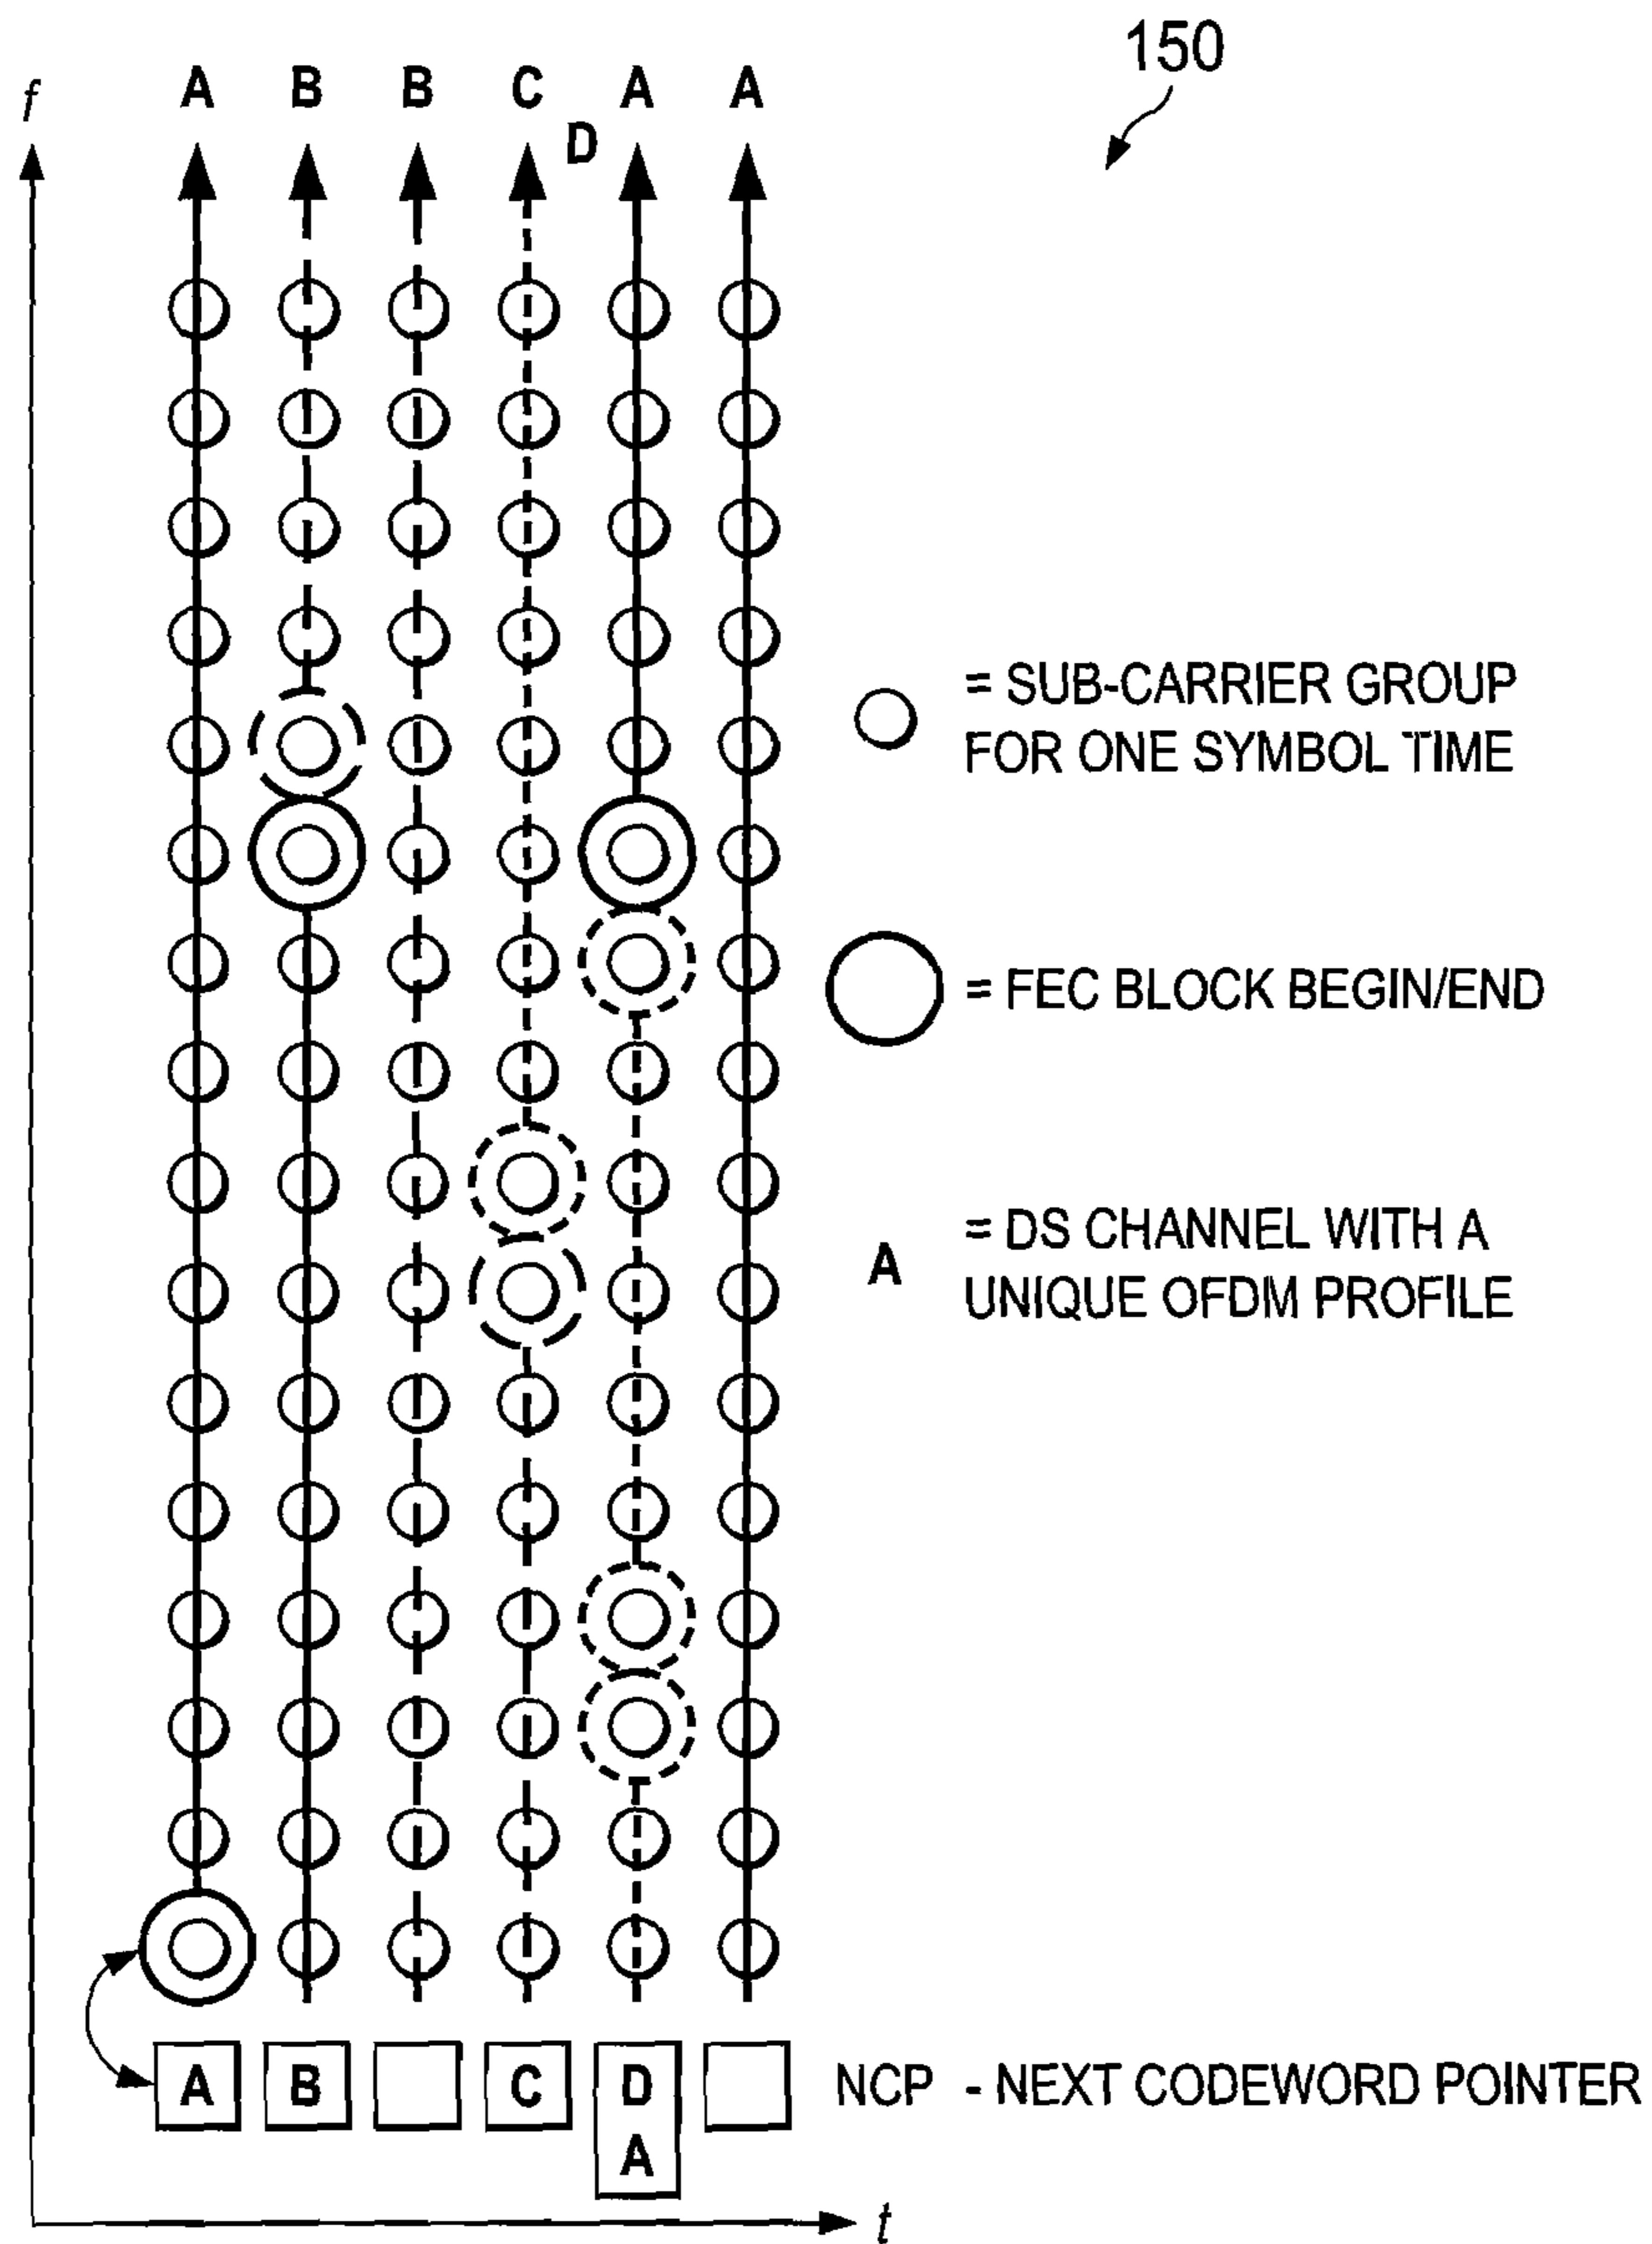 150
f A B B C D A A
= SUB-CARRIER GROUP
FOR ONE SYMBOL TIME
= FEC BLOCK BEGIN/END
A = DS CHANNEL WITH A
UNIQUE OFDM PROFILE
A B C D NCP - NEXT CODEWORD POINTER
A
t